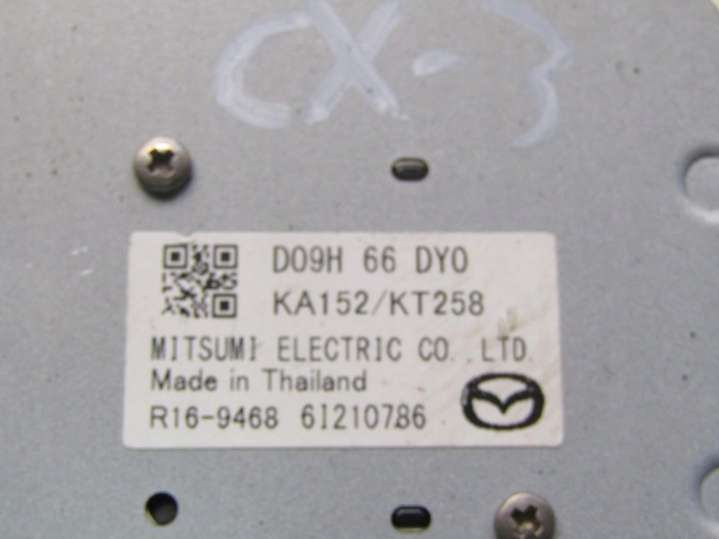 CX-3
D09H 66 DY0
KA152/KT258
MITSUMI ELECTRIC CO. LTD.
Made in Thailand
R16-9468 6I210786